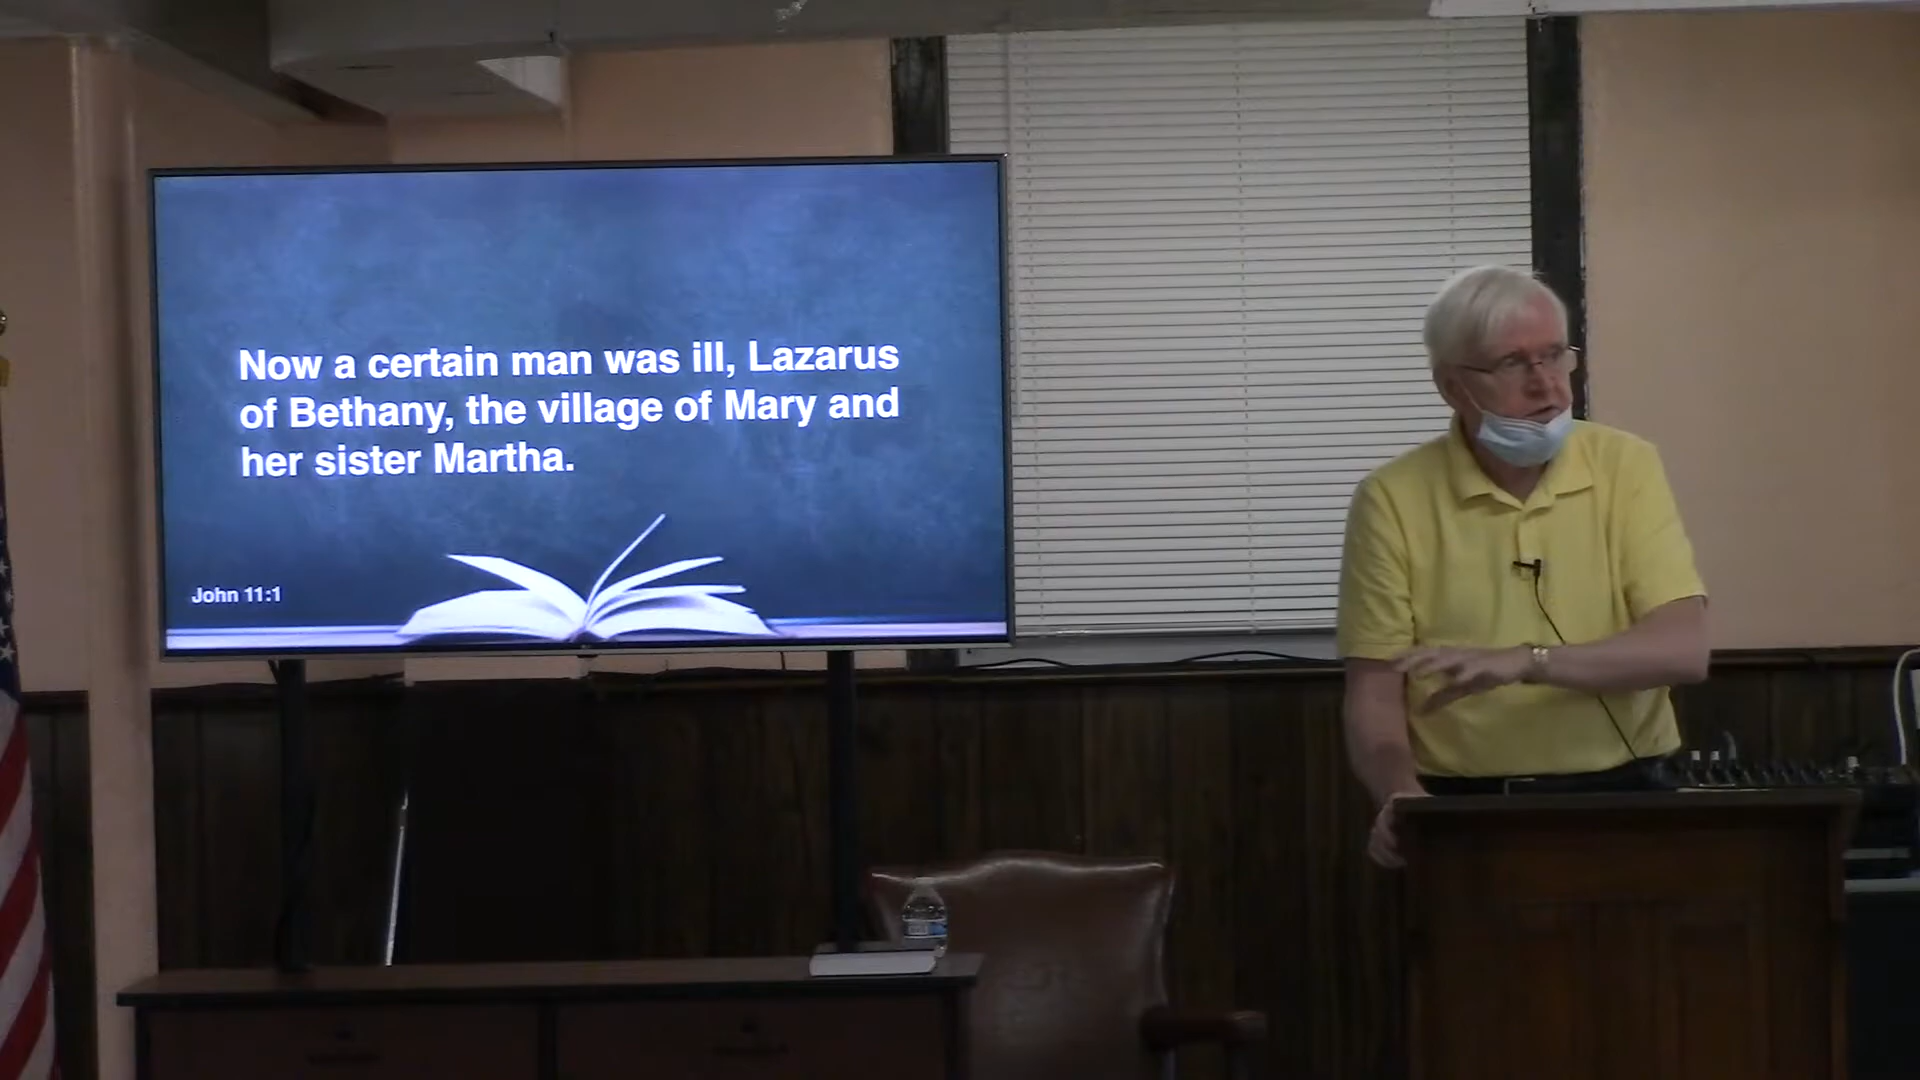 Now a certain man was ill, Lazarus
of Bethany, the village of Mary and
her sister Martha.
John 11:1